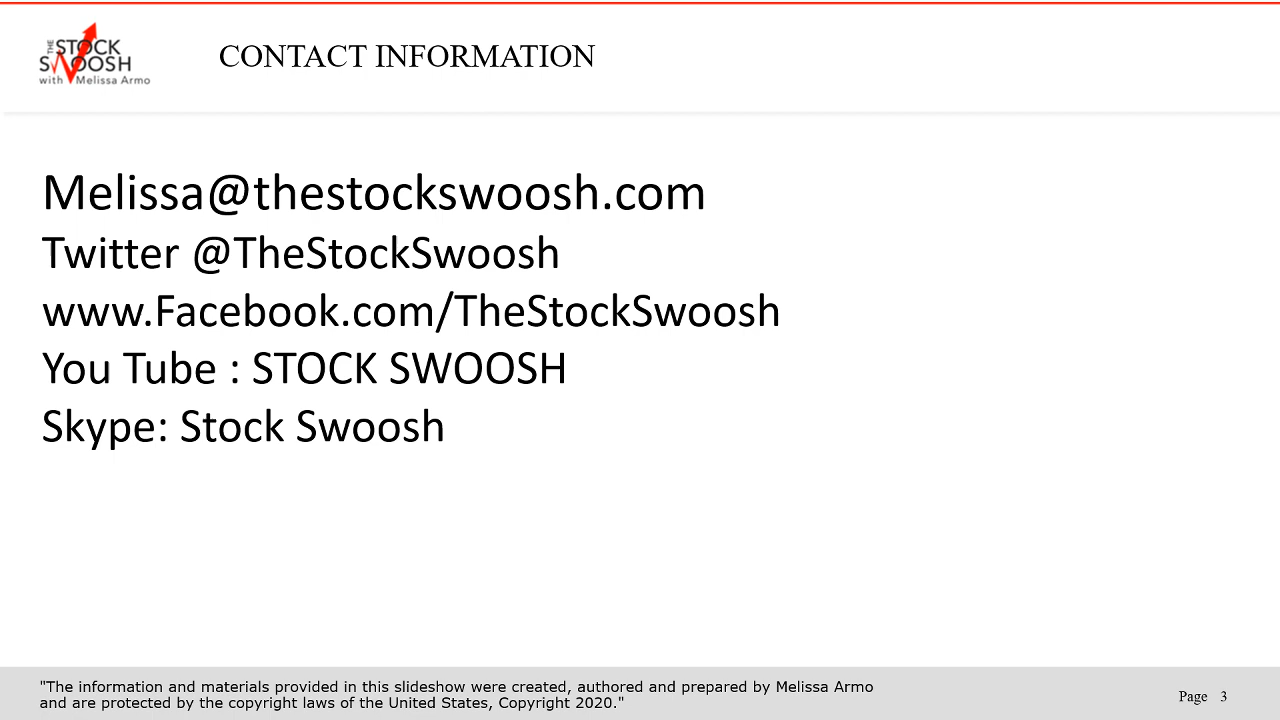 THE STOCK
SWOOSH
with Melissa Armo
CONTACT INFORMATION
Melissa@thestockswoosh.com
Twitter @TheStockSwoosh
www.Facebook.com/TheStockSwoosh
You Tube : STOCK SWOOSH
Skype: Stock Swoosh
"The information and materials provided in this slideshow were created, authored and prepared by Melissa Armo
and are protected by the copyright laws of the United States, Copyright 2020."
Page 3